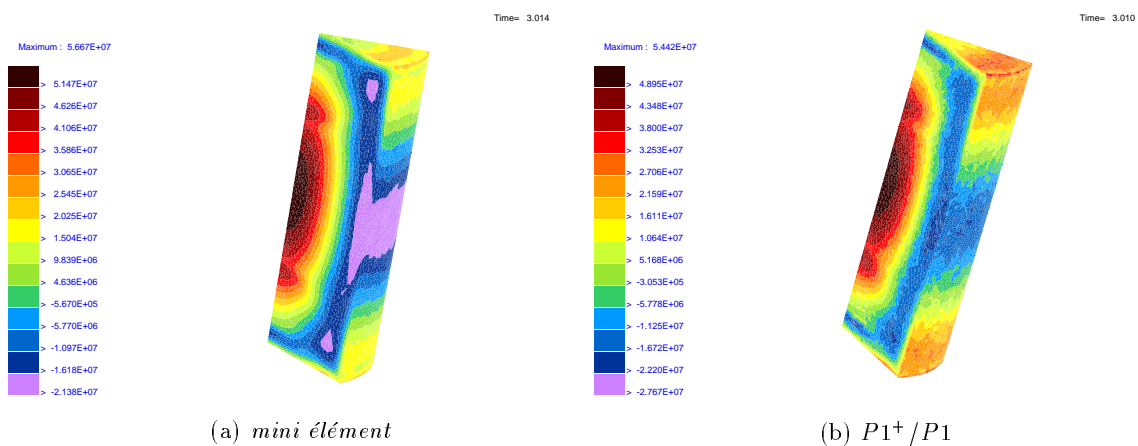 Time= 3.014
Maximum : 5.667E+07
> 5.147E+07
> 4.626E+07
> 4.106E+07
> 3.586E+07
> 3.065E+07
> 2.545E+07
> 2.025E+07
> 1.504E+07
> 9.839E+06
> 4.636E+06
> -5.670E+05
> -5.770E+06
> -1.097E+07
> -1.618E+07
> -2.138E+07
(a) mini élément
Time= 3.010
Maximum : 5.442E+07
> 4.895E+07
> 4.348E+07
> 3.800E+07
> 3.253E+07
> 2.706E+07
> 2.159E+07
> 1.611E+07
> 1.064E+07
> 5.168E+06
> -3.053E+05
> -5.778E+06
> -1.125E+07
> -1.672E+07
> -2.220E+07
> -2.767E+07
(b) P1⁺/P1